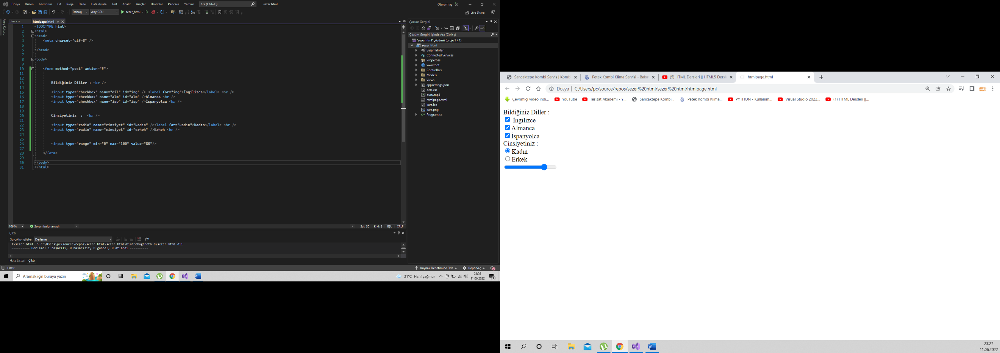 Dosya Düzen Görünüm Git Proje Derle Hata Ayıkla Test Analiz Araçlar Uzantılar Pencere Yardım Ara (Ctrl+Q) sezer html Oturum aç
Debug Any CPU sezer_html Live Share
Araç Kutusu
ders.css htmlpage.html
1 <!DOCTYPE html>
2 <html>
3 <head>
4 <meta charset="utf-8" />
5
6 </head>
7
8 <body>
9
10 <form method="post" action="#">
11
12
13 Bildiğiniz Diller : <br />
14
15 <input type="checkbox" name="dil" id="ing" /> <label for="ing">İngilizce</label> <br />
16 <input type="checkbox" name="alm" id="alm" />Almanca <br />
17 <input type="checkbox" name="isp" id="isp" />İspanyolca <br />
18
19
20 Cinsiyetiniz : <br />
21
22 <input type="radio" name="cinsiyet" id="kadın" /><label for="kadın">Kadın</label> <br />
23 <input type="radio" name="cinsiyet" id="erkek" />Erkek <br />
24
25
26 <input type="range" min="0" max="100" value="80"/>
27
28 </form>
29
30 </body>
31 </html>
106 % Sorun bulunamadı Sat: 30 Krkt: 8 BŞL CRLF
Çıktı
Şu çıktıyı göster: Derleme
1>sezer html -> C:\Users\pc\source\repos\sezer html\sezer html\bin\Debug\net6.0\sezer html.dll
========== Derleme: 1 başarılı, 0 başarısız, 0 güncel, 0 atlandı ==========
Hata Listesi Çıktı
Hazır Kaynak Denetimine Ekle Depo Seç 2
Çözüm Gezgini
Çözüm Gezgini İçinde Ara (Ctrl+ş)
'sezer html' çözümü (proje 1 / 1)
sezer html
Bağımlılıklar
Connected Services
Properties
wwwroot
Controllers
Models
Views
appsettings.json
ders.css
duru.mp4
htmlpage.html
kare.ico
kare.png
C# Program.cs
Aramak için buraya yazın 21°C Hafif yağmur 23:26
11.06.2022 1
Sancaktepe Kombi Servis | Kombi Petek Kombi Klima Servisi - Bakım (5) HTML Dersleri || HTML5 Dersl htmlpage.html
Dosya | C:/Users/pc/source/repos/sezer%20html/sezer%20html/htmlpage.html
Çevrimiçi video indi... YouTube Tesisat Akademi - Y... Sancaktepe Kombi... Petek Kombi Klima... PYTHON - Kullanım... Visual Studio 2022... (1) HTML Dersleri ||...
Bildiğiniz Diller :
İngilizce
Almanca
İspanyolca
Cinsiyetiniz :
Kadın
Erkek
23:27
11.06.2022